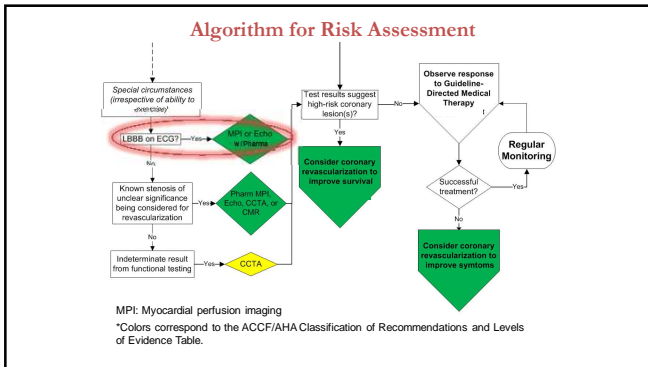 Algorithm for Risk Assessment
Special circumstances
(irrespective of ability to
exercise)
LBBB on ECG?
Yes
MPI or Echo
w/Pharma
No
Known stenosis of
unclear significance
being considered for
revascularization
Yes
Pharm MPI,
Echo, CCTA, or
CMR
No
Indeterminate result
from functional testing
Yes
CCTA
Test results suggest
high-risk coronary
lesion(s)?
No
Yes
Consider coronary
revascularization to
improve survival
Observe response
to Guideline-
Directed Medical
Therapy
t
Regular
Monitoring
Successful
treatment?
Yes
No
Consider coronary
revascularization to
improve symtoms
MPI: Myocardial perfusion imaging
*Colors correspond to the ACCF/AHA Classification of Recommendations and Levels
of Evidence Table.